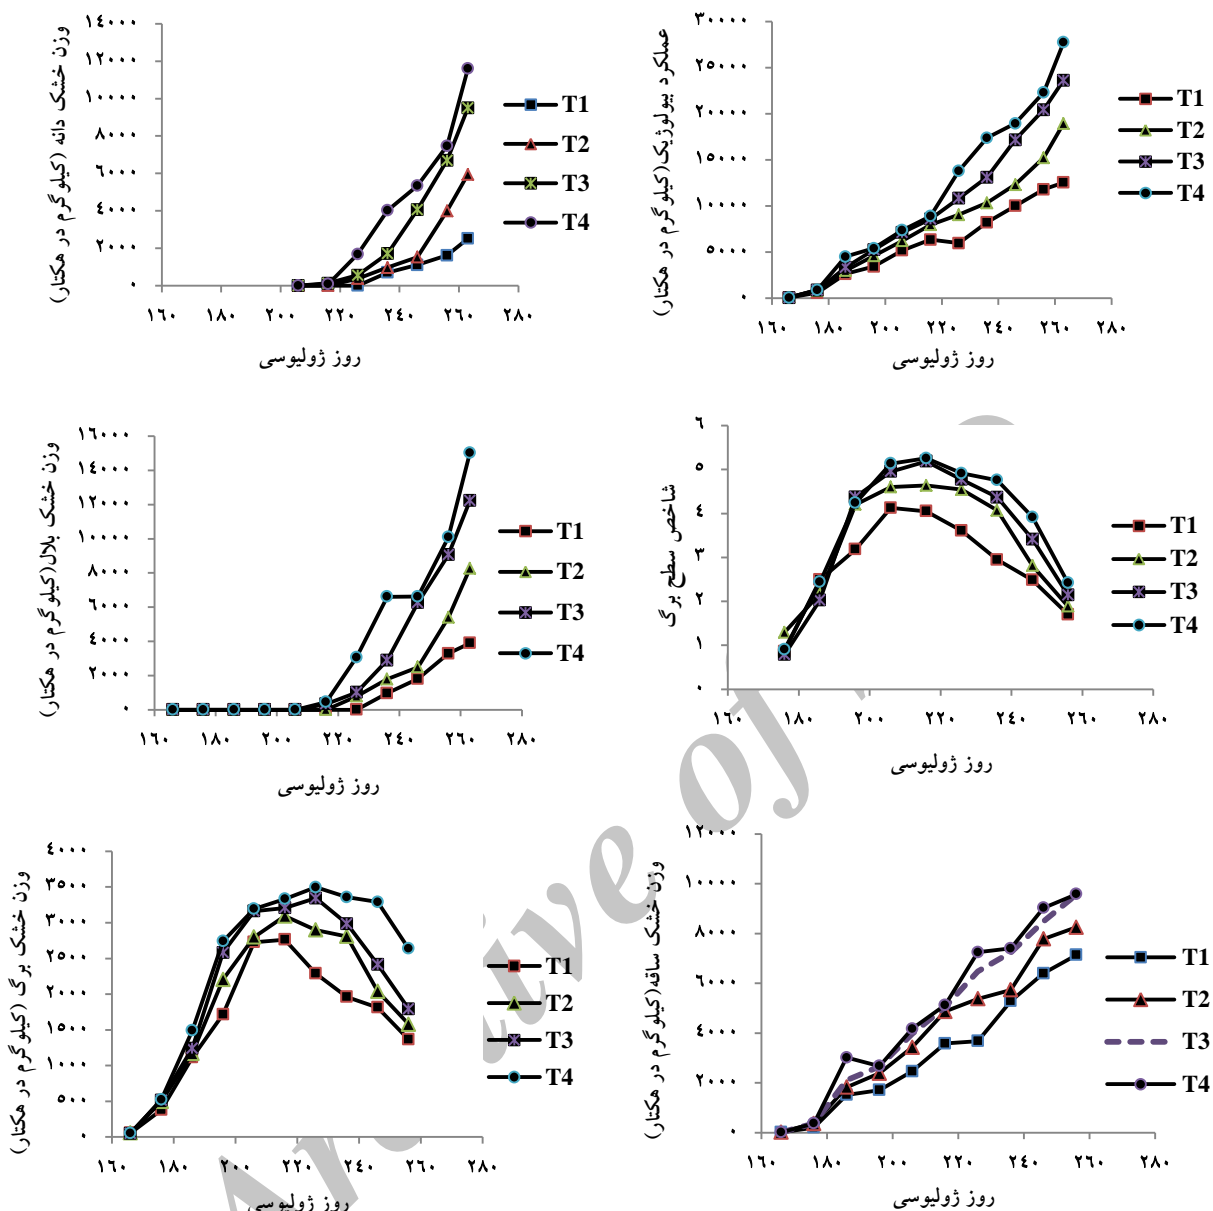 وزن خشک دانه (کیلوگرم در هکتار)
۱۴۰۰۰
۱۲۰۰۰
۱۰۰۰۰
۸۰۰۰
۶۰۰۰
۴۰۰۰
۲۰۰۰
۰
۱۶۰ ۱۸۰ ۲۰۰ ۲۲۰ ۲۴۰ ۲۶۰ ۲۸۰
روز ژولیوسی
T1
T2
T3
T4
عملکرد بیولوژیک(کیلوگرم در هکتار)
۳۰۰۰۰
۲۵۰۰۰
۲۰۰۰۰
۱۵۰۰۰
۱۰۰۰۰
۵۰۰۰
۰
۱۶۰ ۱۸۰ ۲۰۰ ۲۲۰ ۲۴۰ ۲۶۰ ۲۸۰
روز ژولیوسی
T1
T2
T3
T4
وزن خشک بلال(کیلوگرم در هکتار)
۱۶۰۰۰
۱۴۰۰۰
۱۲۰۰۰
۱۰۰۰۰
۸۰۰۰
۶۰۰۰
۴۰۰۰
۲۰۰۰
۰
۱۶۰ ۱۸۰ ۲۰۰ ۲۲۰ ۲۴۰ ۲۶۰ ۲۸۰
روز ژولیوسی
T1
T2
T3
T4
شاخص سطح برگ
۶
۵
۴
۳
۲
۱
۰
۱۶۰ ۱۸۰ ۲۰۰ ۲۲۰ ۲۴۰ ۲۶۰ ۲۸۰
روز ژولیوسی
T1
T2
T3
T4
وزن خشک برگ (کیلوگرم در هکتار)
۴۰۰۰
۳۵۰۰
۳۰۰۰
۲۵۰۰
۲۰۰۰
۱۵۰۰
۱۰۰۰
۵۰۰
۰
۱۶۰ ۱۸۰ ۲۰۰ ۲۲۰ ۲۴۰ ۲۶۰ ۲۸۰
روز ژولیوسی
T1
T2
T3
T4
وزن خشک ساقه(کیلوگرم در هکتار)
۱۲۰۰۰
۱۰۰۰۰
۸۰۰۰
۶۰۰۰
۴۰۰۰
۲۰۰۰
۰
۱۶۰ ۱۸۰ ۲۰۰ ۲۲۰ ۲۴۰ ۲۶۰ ۲۸۰
روز ژولیوسی
T1
T2
T3
T4
Archive of